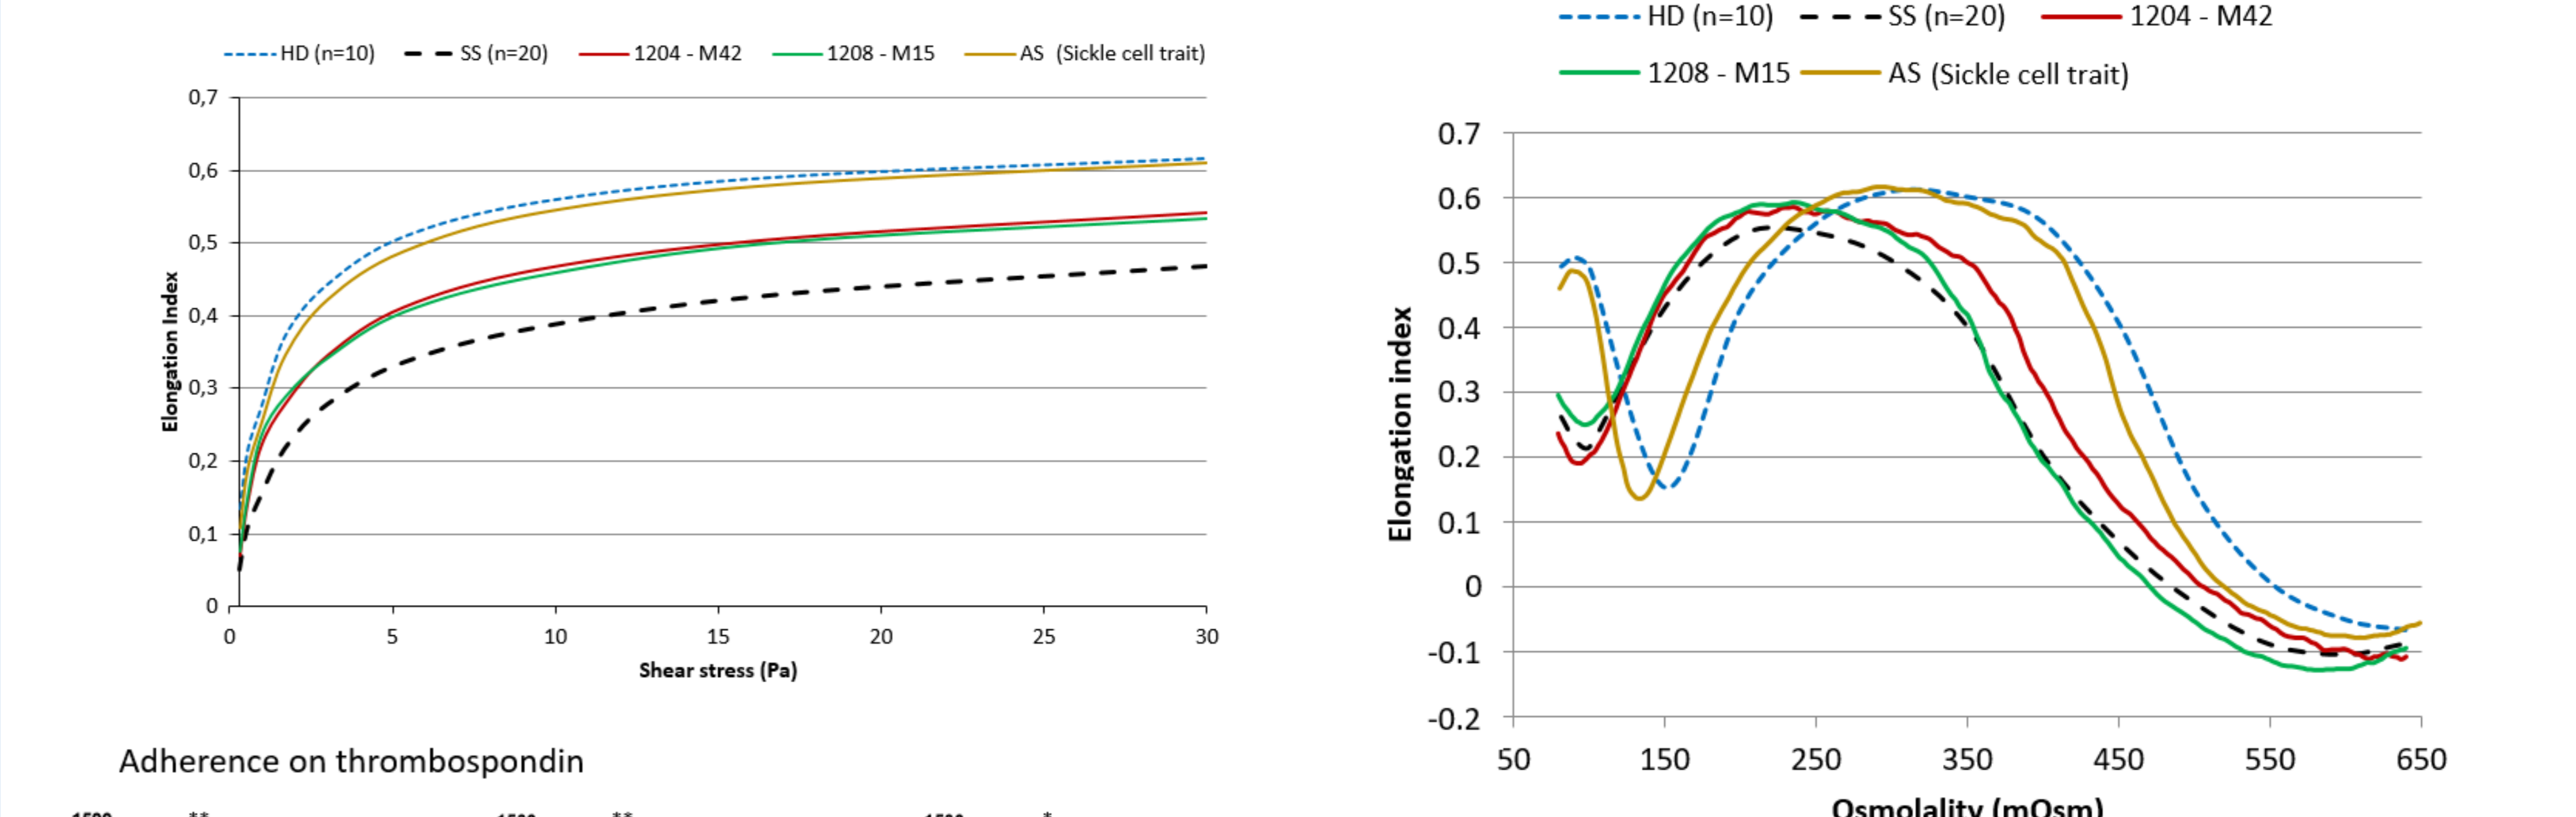 HD (n=10) SS (n=20) 1204 - M42 1208 - M15 AS (Sickle cell trait)
0,7
0,6
0,5
0,4
0,3
0,2
0,1
0
Elongation Index
0 5 10 15 20 25 30
Shear stress (Pa)
HD (n=10) SS (n=20) 1204 - M42
1208 - M15 AS (Sickle cell trait)
0.7
0.6
0.5
0.4
0.3
0.2
0.1
0
-0.1
-0.2
Elongation index
50 150 250 350 450 550 650
Osmolality (mOsm)
Adherence on thrombospondin
1500 ** 1500 ** 1500 *